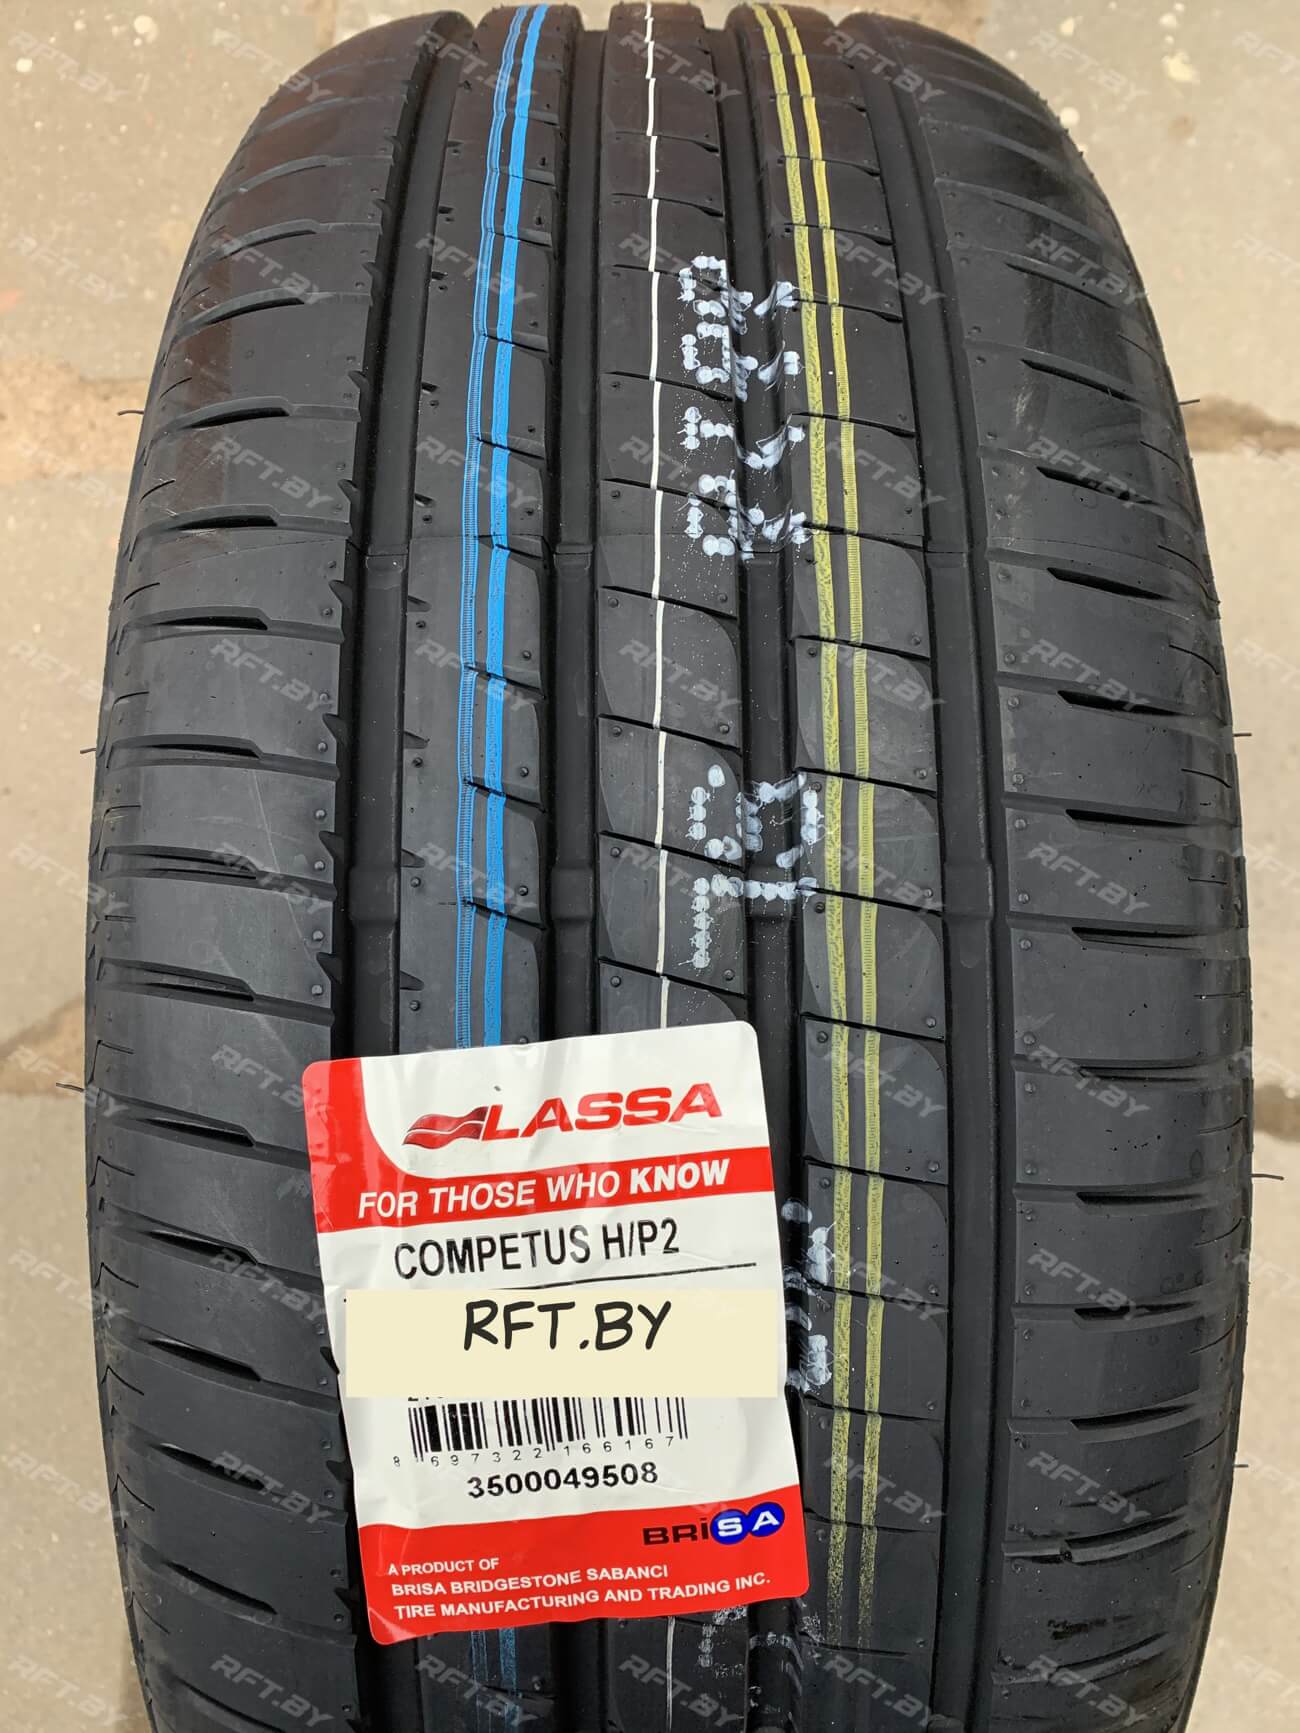 LASSA
FOR THOSE WHO KNOW
COMPETUS H/P2
RFT.BY
8 697322 166167
3500049508
BRiSA
A PRODUCT OF
BRISA BRIDGESTONE SABANCI
TIRE MANUFACTURING AND TRADING INC.